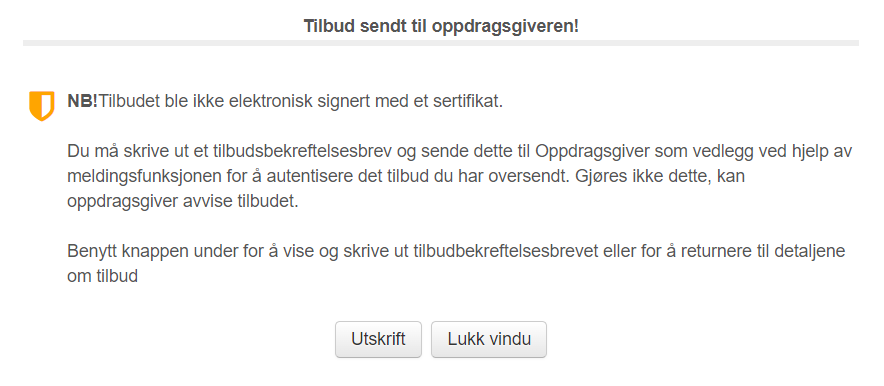 Tilbud sendt til oppdragsgiveren!
NB!Tilbudet ble ikke elektronisk signert med et sertifikat.
Du må skrive ut et tilbudsbekreftelsesbrev og sende dette til Oppdragsgiver som vedlegg ved hjelp av
meldingsfunksjonen for å autentisere det tilbud du har oversendt. Gjøres ikke dette, kan
oppdragsgiver avvise tilbudet.
Benytt knappen under for å vise og skrive ut tilbudbekreftelsesbrevet eller for å returnere til detaljene
om tilbud
Utskrift Lukk vindu